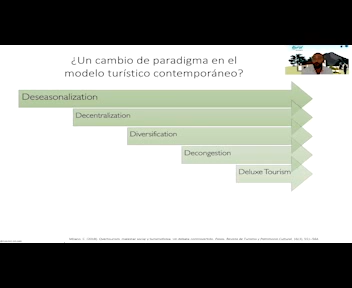 ¿Un cambio de paradigma en el
modelo turístico contemporáneo?
Deseasonalization
Decentralization
Diversification
Decongestion
Deluxe Tourism